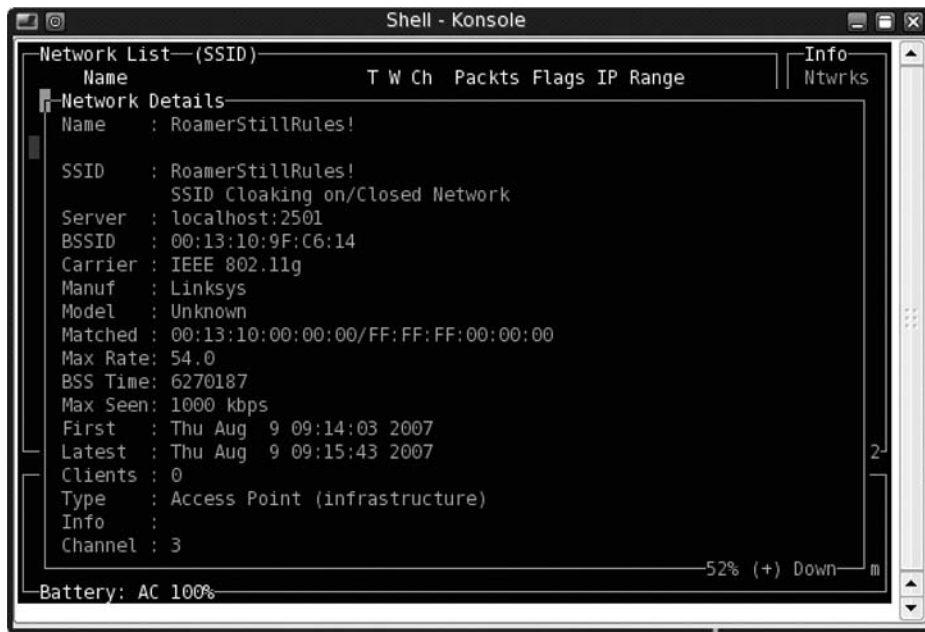 Shell - Konsole
Network List—(SSID) Info
Name T W Ch Packts Flags IP Range Ntwrks
Network Details
Name : RoamerStillRules!
SSID : RoamerStillRules!
SSID Cloaking on/Closed Network
Server : localhost:2501
BSSID : 00:13:10:9F:C6:14
Carrier : IEEE 802.11g
Manuf : Linksys
Model : Unknown
Matched : 00:13:10:00:00:00/FF:FF:FF:00:00:00
Max Rate: 54.0
BSS Time: 6270187
Max Seen: 1000 kbps
First : Thu Aug 9 09:14:03 2007
Latest : Thu Aug 9 09:15:43 2007 2
Clients : 0
Type : Access Point (infrastructure)
Info :
Channel : 3
52% (+) Down m
Battery: AC 100%